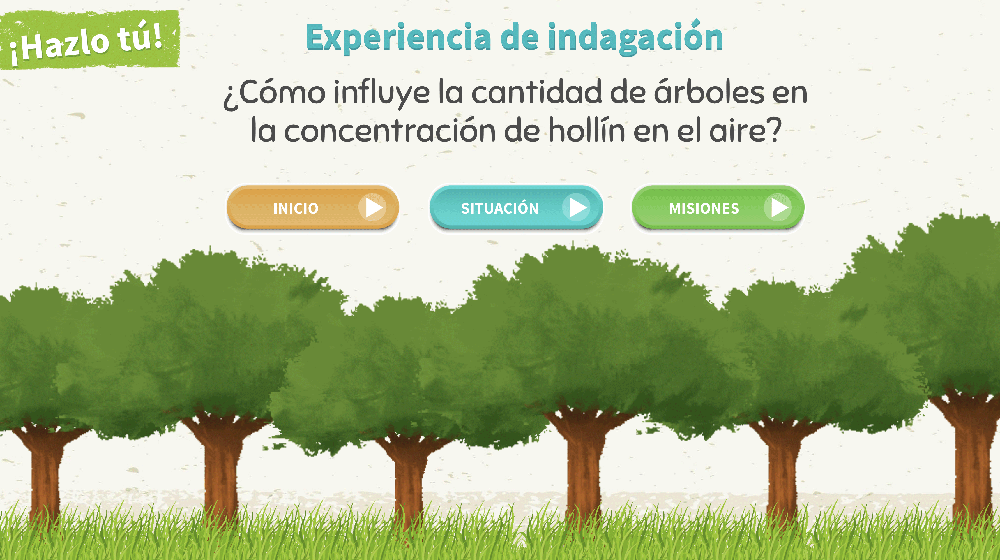 ¡Hazlo tú!
Experiencia de indagación
¿Cómo influye la cantidad de árboles en
la concentración de hollín en el aire?
INICIO
SITUACIÓN
MISIONES